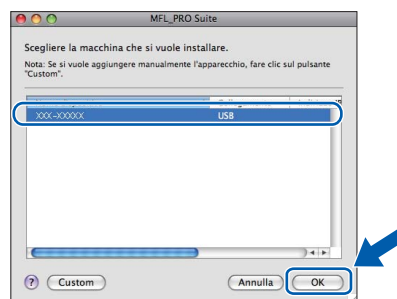 MFL_PRO Suite
Scegliere la macchina che si vuole installare.
Nota: Se si vuole aggiungere manualmente l'apparecchio, fare clic sul pulsante
"Custom".
XXX-XXXXX USB
? Custom Annulla OK